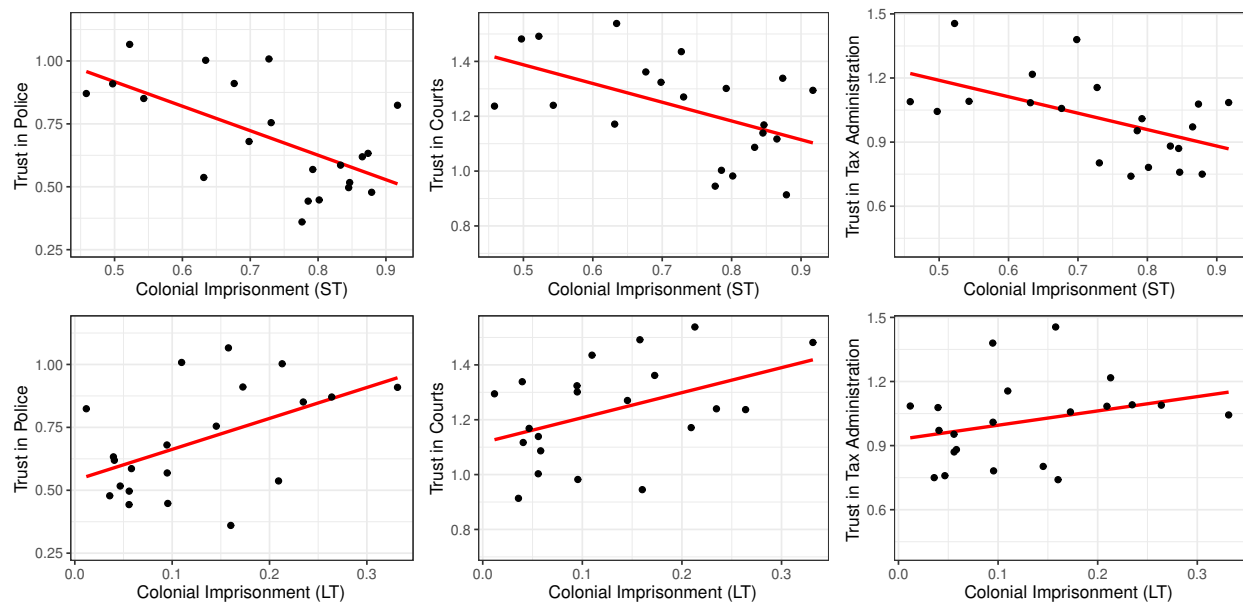 Trust in Police
1.00
0.75
0.50
0.25
0.5 0.6 0.7 0.8 0.9
Colonial Imprisonment (ST)
Trust in Courts
1.4
1.2
1.0
0.8
0.5 0.6 0.7 0.8 0.9
Colonial Imprisonment (ST)
Trust in Tax Administration
1.5
1.2
0.9
0.6
0.5 0.6 0.7 0.8 0.9
Colonial Imprisonment (ST)
Trust in Police
1.00
0.75
0.50
0.25
0.0 0.1 0.2 0.3
Colonial Imprisonment (LT)
Trust in Courts
1.4
1.2
1.0
0.8
0.0 0.1 0.2 0.3
Colonial Imprisonment (LT)
Trust in Tax Administration
1.5
1.2
0.9
0.6
0.0 0.1 0.2 0.3
Colonial Imprisonment (LT)